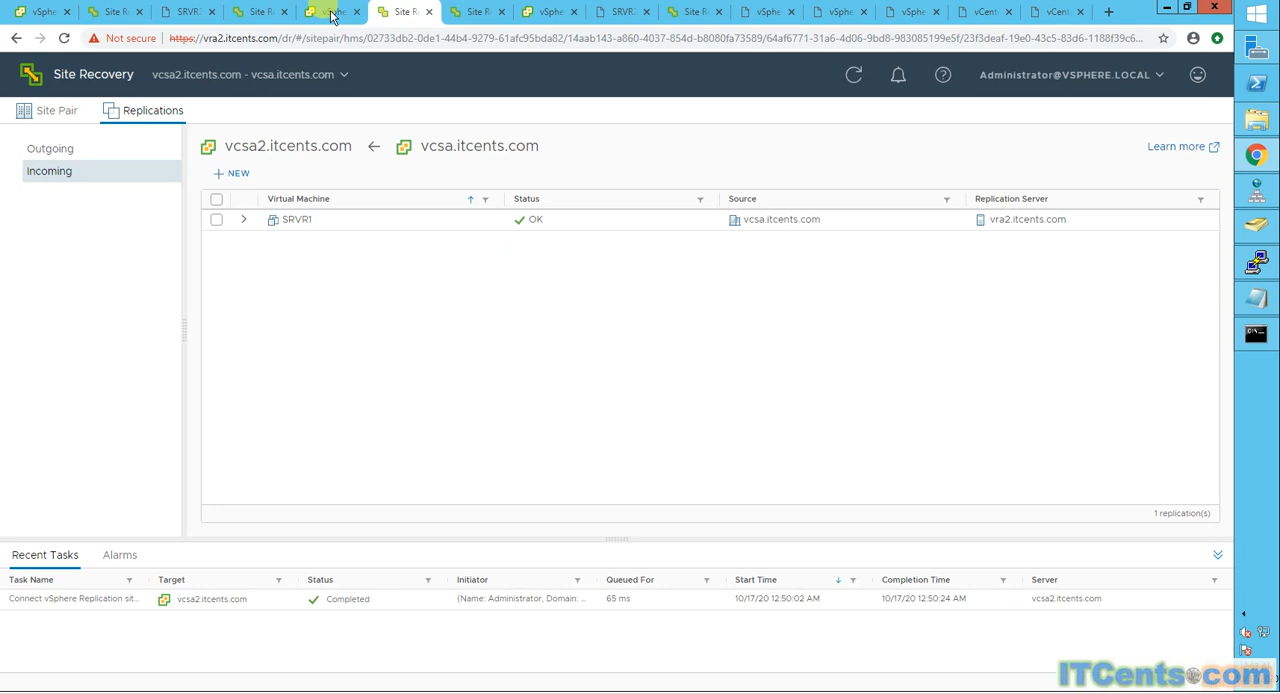 vSphe
Site R
SRVR2
Site R
vSphe
Site R
Site R
vSphe
SRVR
Site R
vSphe
vSphe
vSphe
vCent
vCent
Not secure
https://vra2.itcents.com/dr/#/sitepair/hms/02733db2-0de1-44b4-9279-61afc95bda82/14aab143-a860-4037-854d-b8080fa73589/64af6771-31a6-4d06-9bd8-983085199e5f/23f3deaf-19e0-43c5-83d6-1188f39c6...
Site Recovery
vcsa2.itcents.com - vcsa.itcents.com
Administrator@VSPHERE.LOCAL
Site Pair
Replications
Outgoing
Incoming
vcsa2.itcents.com
vcsa.itcents.com
Learn more
NEW
Virtual Machine Status Source Replication Server
SRVR1 OK vcsa.itcents.com vra2.itcents.com
1 replication(s)
Recent Tasks Alarms
Task Name Target Status Initiator Queued For Start Time Completion Time Server
Connect vSphere Replication sit... vcsa2.itcents.com Completed (Name: Administrator, Domain: ... 65 ms 10/17/20 12:50:02 AM 10/17/20 12:50:24 AM vcsa2.itcents.com
ITCents.com